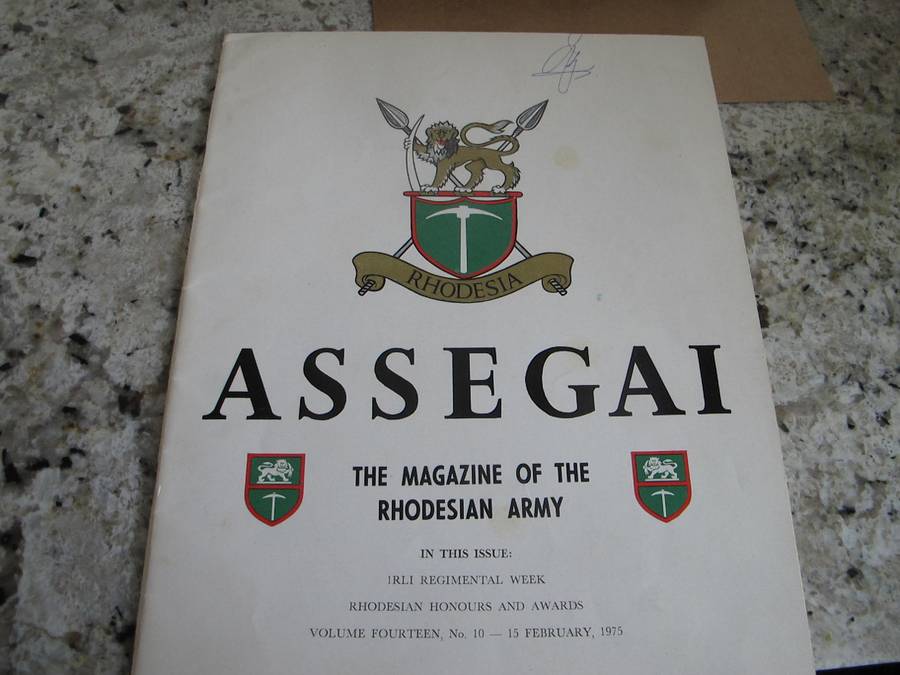 RHODESIA
ASSEGAI
THE MAGAZINE OF THE
RHODESIAN ARMY
IN THIS ISSUE:
1RLI REGIMENTAL WEEK
RHODESIAN HONOURS AND AWARDS
VOLUME FOURTEEN, No. 10 — 15 FEBRUARY, 1975